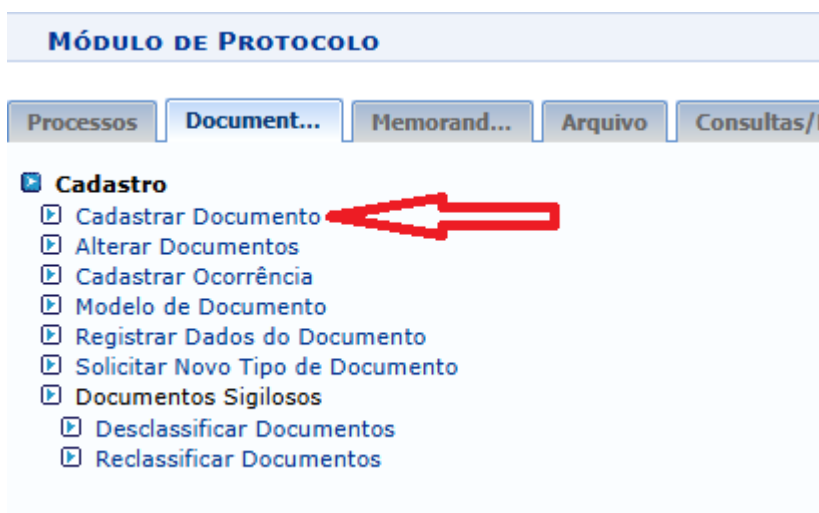 MÓDULO DE PROTOCOLO
Processos Document... Memorand... Arquivo Consultas/
Cadastro
Cadastrar Documento
Alterar Documentos
Cadastrar Ocorrência
Modelo de Documento
Registrar Dados do Documento
Solicitar Novo Tipo de Documento
Documentos Sigilosos
Desclassificar Documentos
Reclassificar Documentos